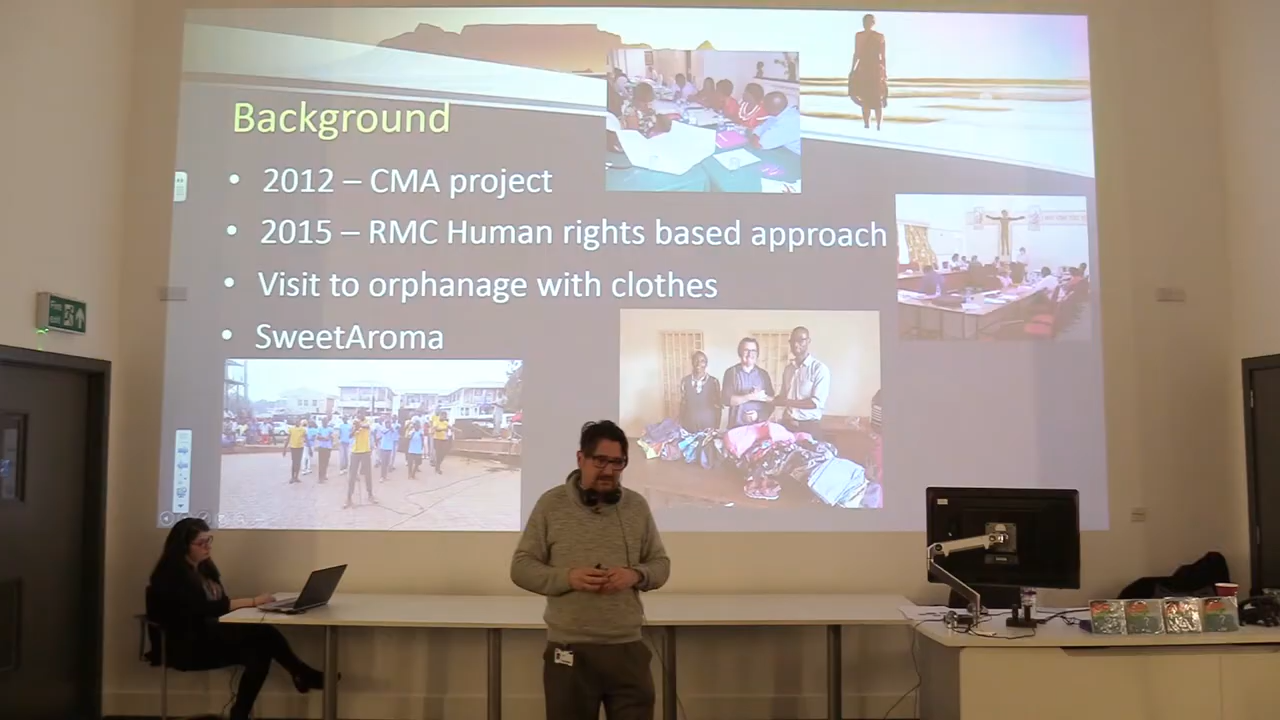 Background
• 2012 – CMA project
• 2015 – RMC Human rights based approach
• Visit to orphanage with clothes
• SweetAroma